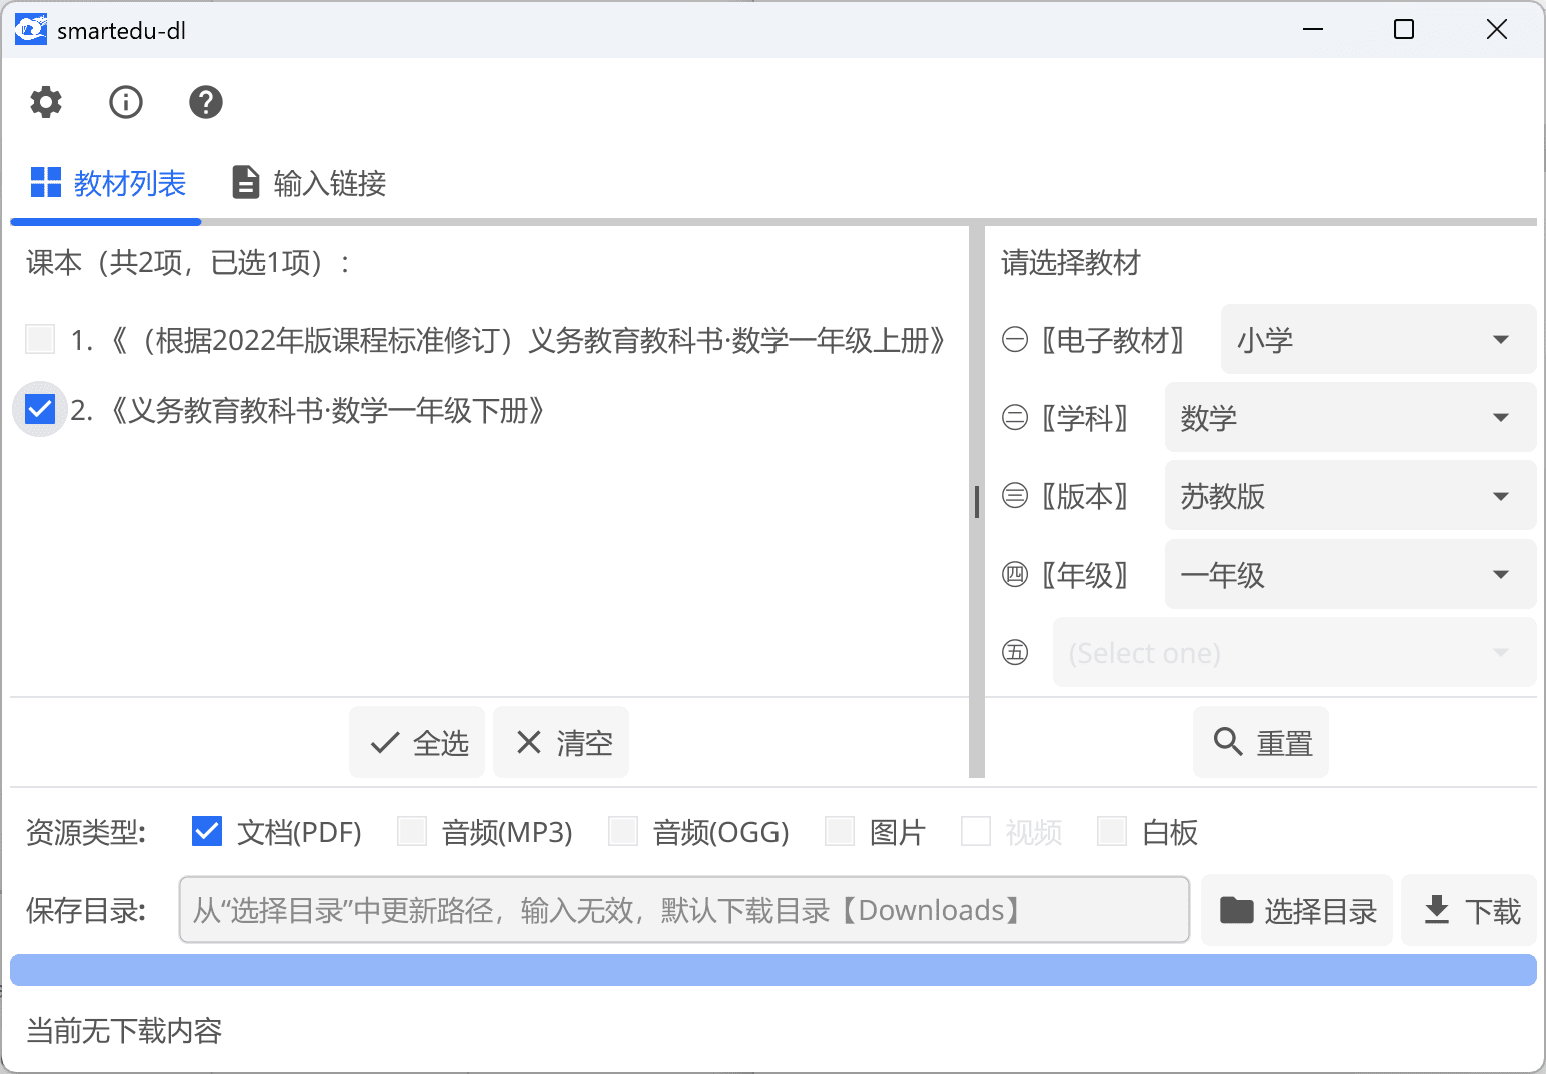 smartedu-dl
教材列表 输入链接
课本（共2项，已选1项）:
1. 《（根据2022年版课程标准修订）义务教育教科书·数学一年级上册》
2. 《义务教育教科书·数学一年级下册》
全选 清空
请选择教材
㊀〖电子教材〗 小学
㊁〖学科〗 数学
㊂〖版本〗 苏教版
㊃〖年级〗 一年级
㊄ (Select one)
重置
资源类型: 文档(PDF) 音频(MP3) 音频(OGG) 图片 视频 白板
保存目录: 从“选择目录”中更新路径，输入无效，默认下载目录【Downloads】 选择目录 下载
当前无下载内容